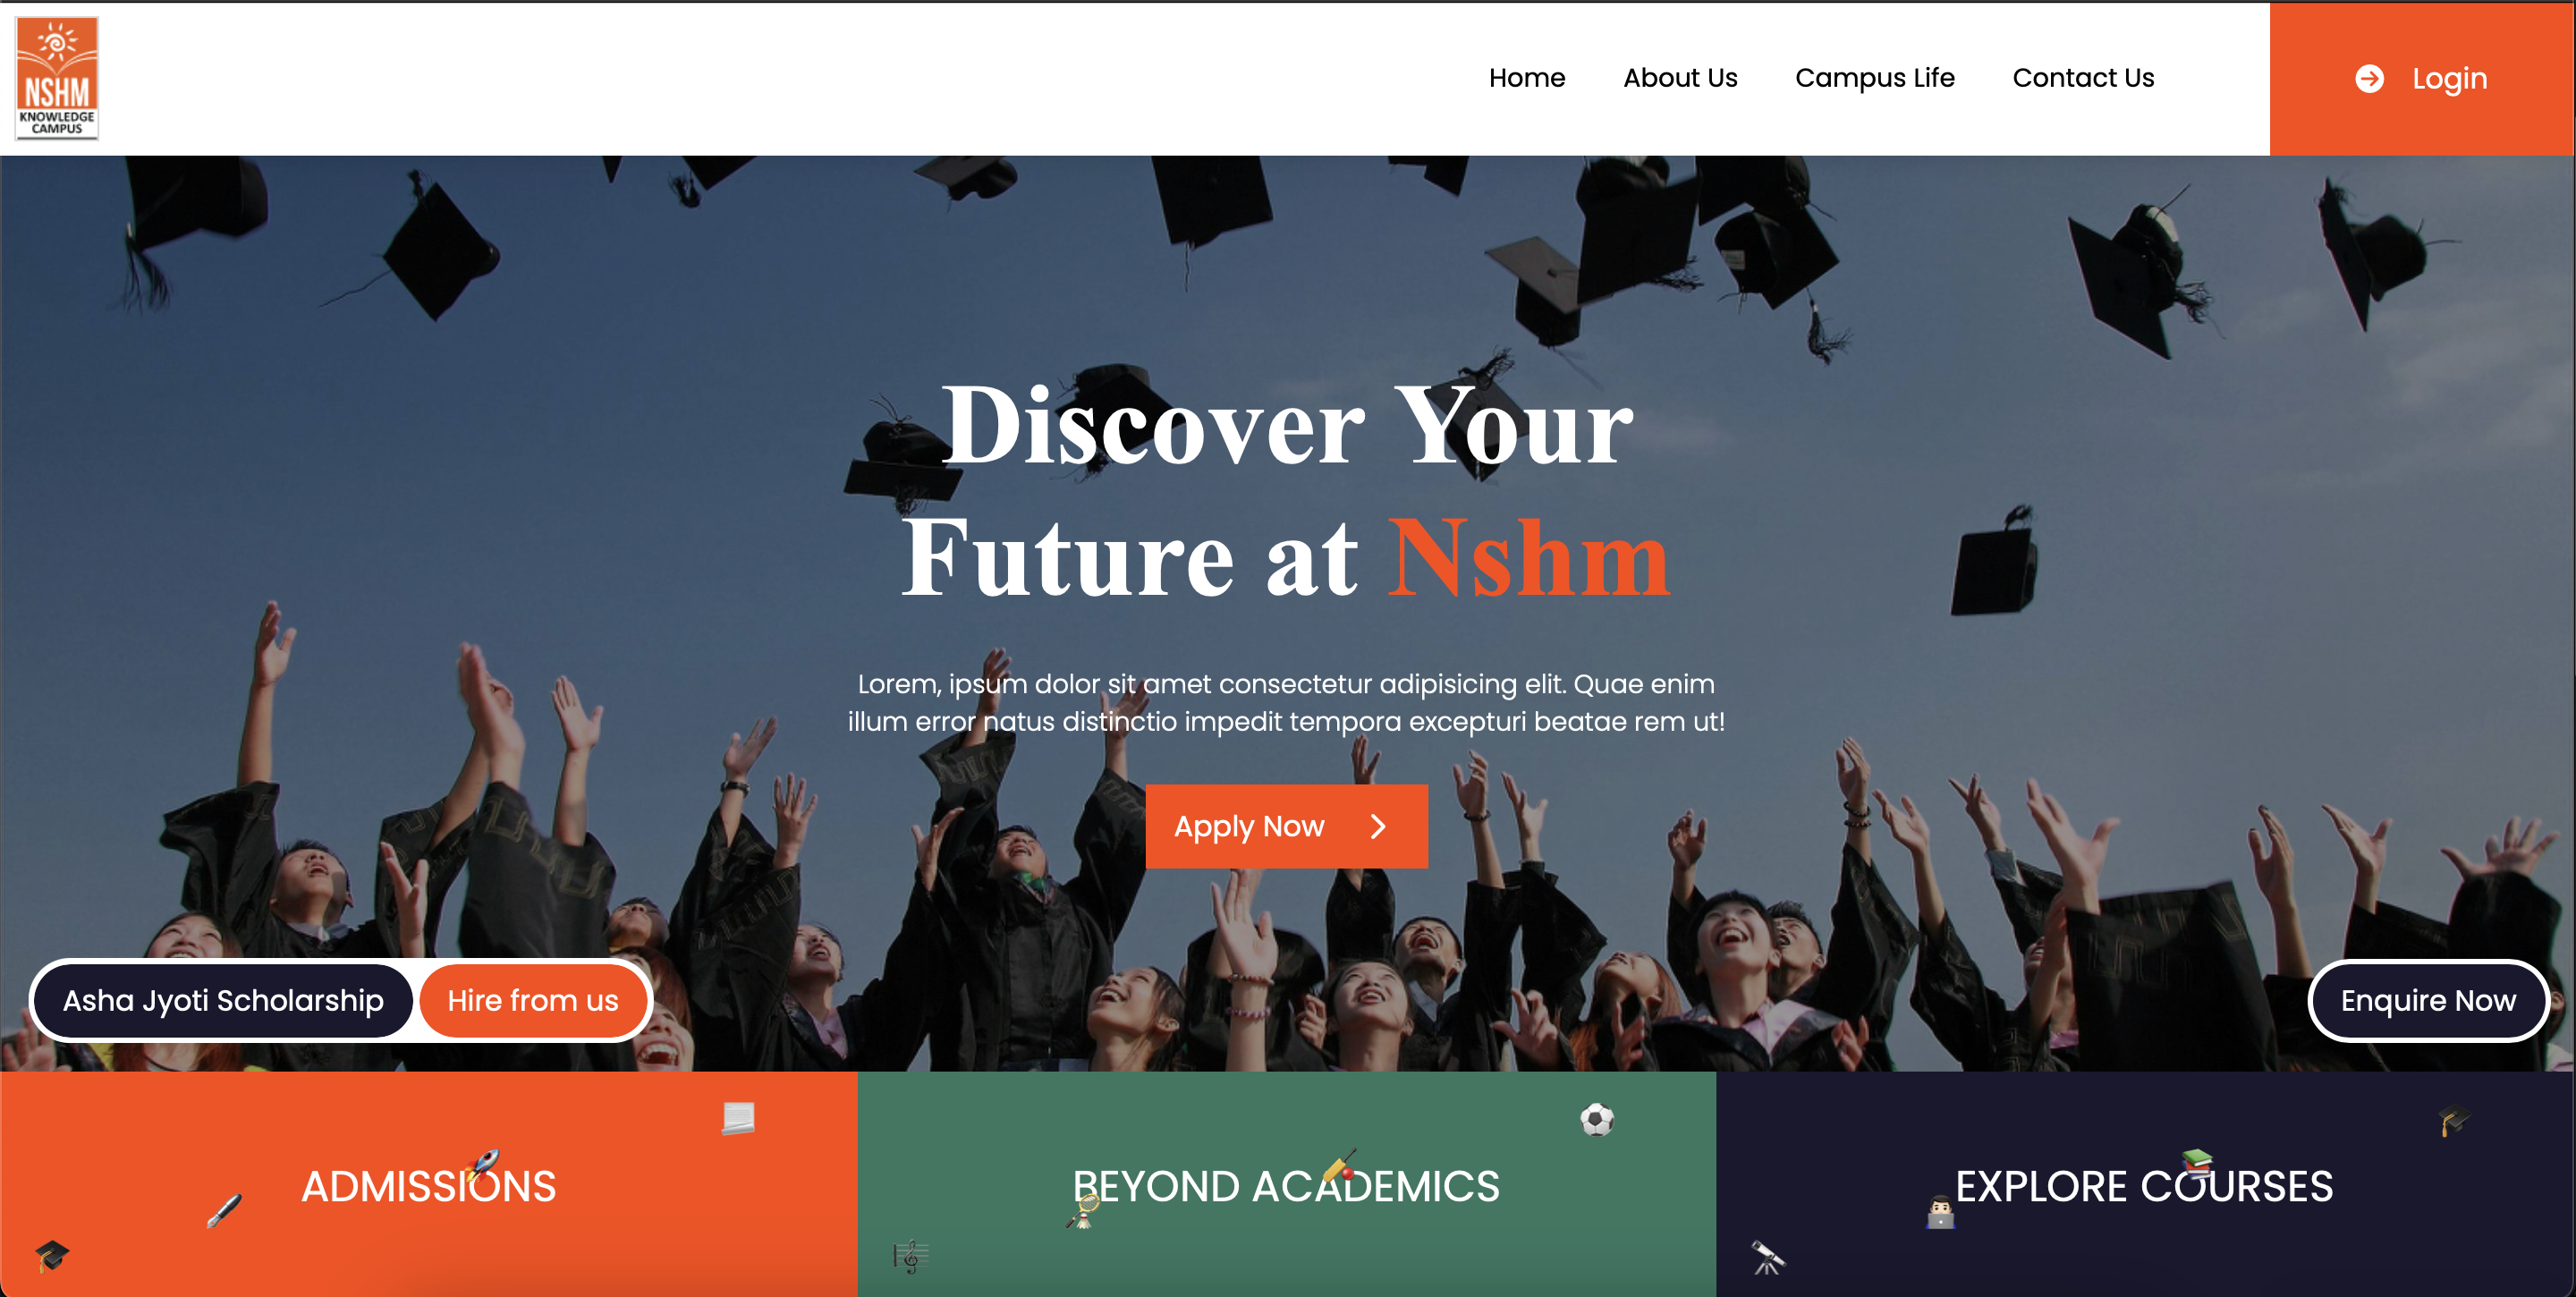 NSHM
KNOWLEDGE
CAMPUS
Home
About Us
Campus Life
Contact Us
Login
Discover Your
Future at Nshm
Lorem, ipsum dolor sit amet consectetur adipisicing elit. Quae enim
illum error natus distinctio impedit tempora excepturi beatae rem ut!
Apply Now
Asha Jyoti Scholarship
Hire from us
Enquire Now
ADMISSIONS
BEYOND ACADEMICS
EXPLORE COURSES